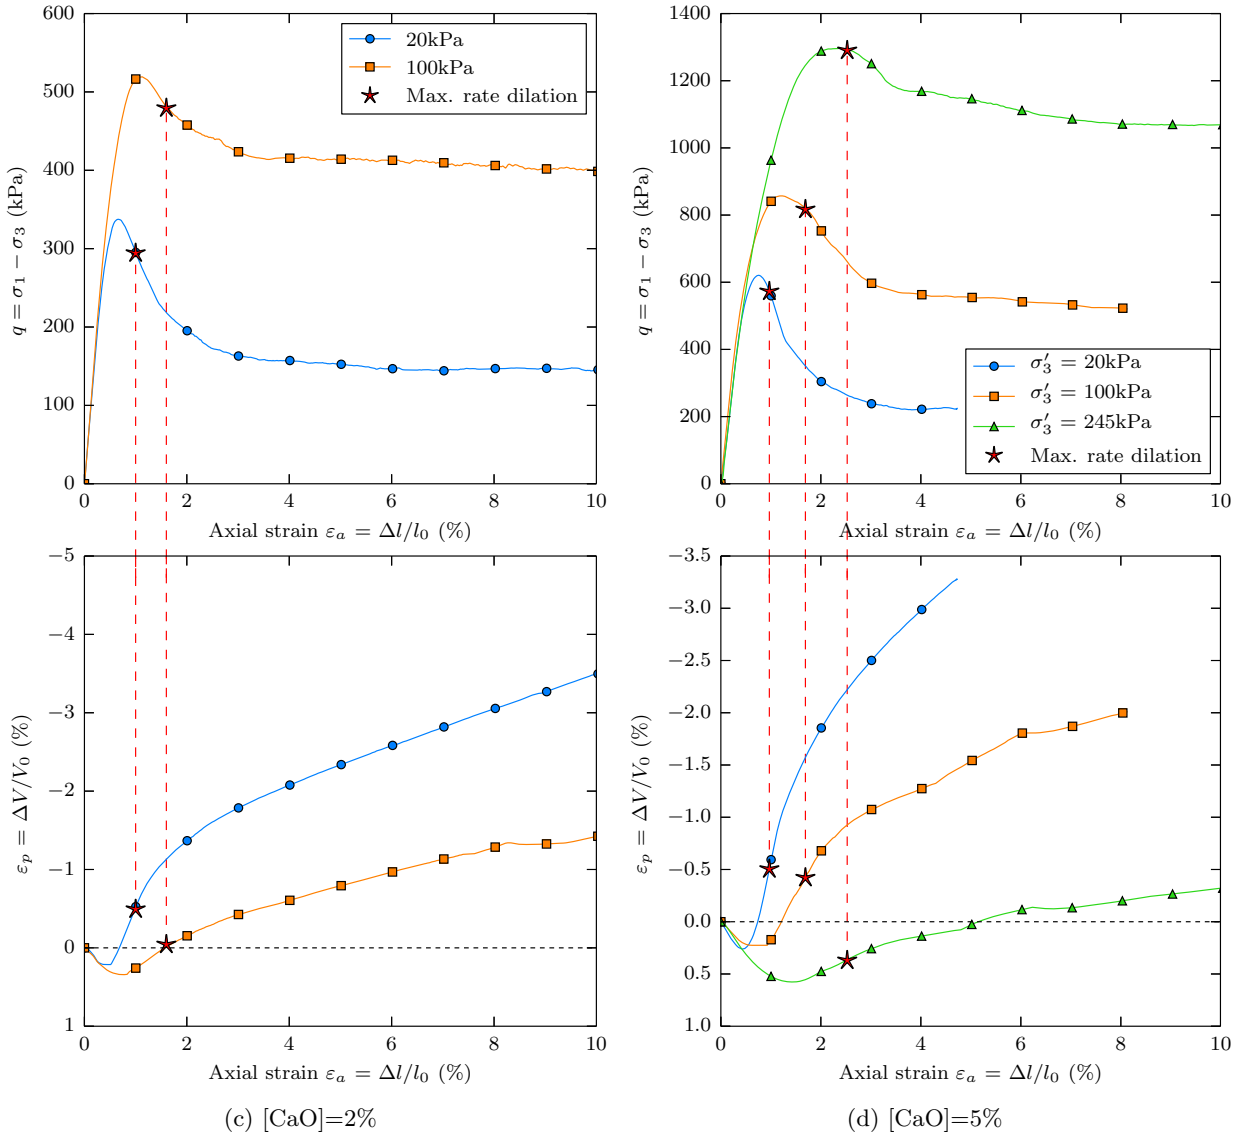 600
500
400
300
200
100
0
q = σ₁ − σ₃ (kPa)
20kPa
100kPa
Max. rate dilation
0 2 4 6 8 10
Axial strain εₐ = Δl/l₀ (%)
1400
1200
1000
800
600
400
200
0
q = σ₁ − σ₃ (kPa)
σ′₃ = 20kPa
σ′₃ = 100kPa
σ′₃ = 245kPa
Max. rate dilation
0 2 4 6 8 10
Axial strain εₐ = Δl/l₀ (%)
−5
−4
−3
−2
−1
0
1
εₚ = ΔV/V₀ (%)
0 2 4 6 8 10
Axial strain εₐ = Δl/l₀ (%)
(c) [CaO]=2%
−3.5
−3.0
−2.5
−2.0
−1.5
−1.0
−0.5
0.0
0.5
1.0
εₚ = ΔV/V₀ (%)
0 2 4 6 8 10
Axial strain εₐ = Δl/l₀ (%)
(d) [CaO]=5%